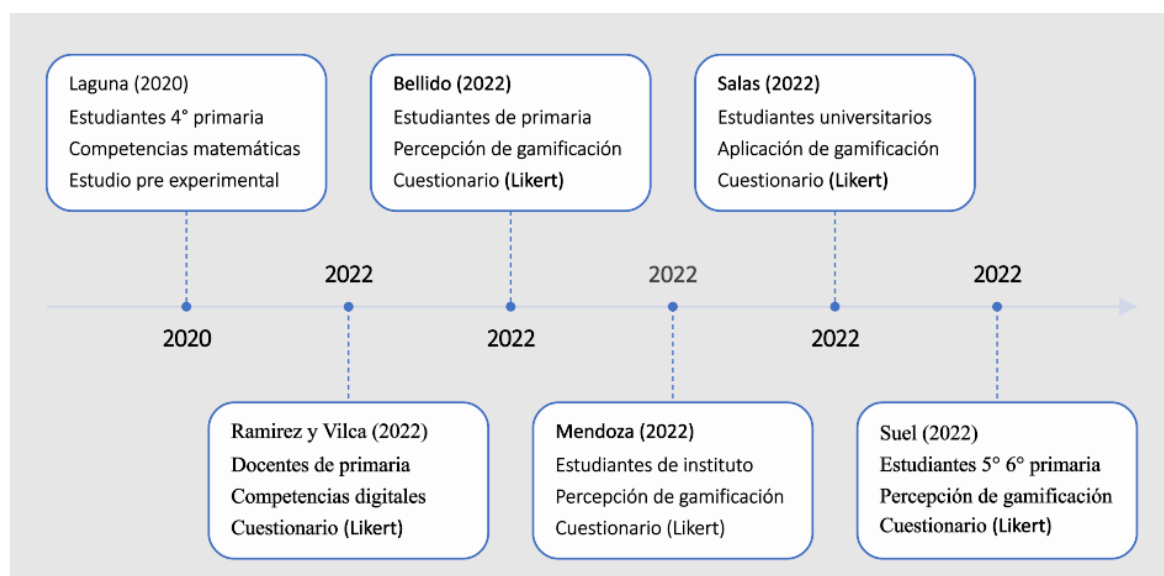 Laguna (2020)
Estudiantes 4° primaria
Competencias matemáticas
Estudio pre experimental
Bellido (2022)
Estudiantes de primaria
Percepción de gamificación
Cuestionario (Likert)
Salas (2022)
Estudiantes universitarios
Aplicación de gamificación
Cuestionario (Likert)
2022
2022
2022
2020
2022
2022
Ramirez y Vilca (2022)
Docentes de primaria
Competencias digitales
Cuestionario (Likert)
Mendoza (2022)
Estudiantes de instituto
Percepción de gamificación
Cuestionario (Likert)
Suel (2022)
Estudiantes 5° 6° primaria
Percepción de gamificación
Cuestionario (Likert)